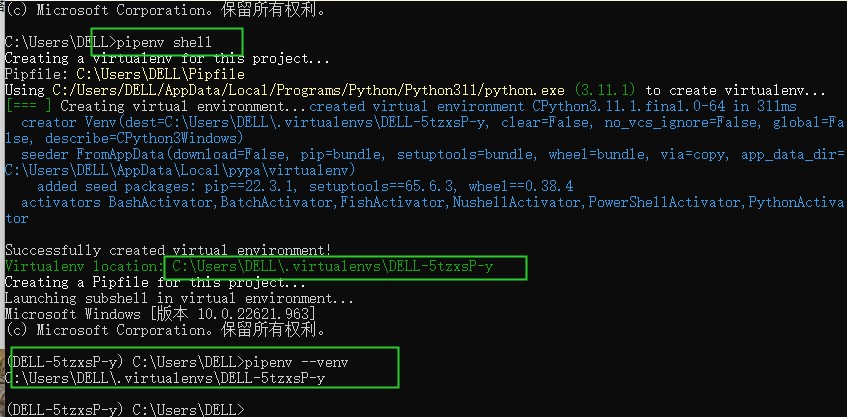 (c) Microsoft Corporation。保留所有权利。
C:\Users\DELL>pipenv shell
Creating a virtualenv for this project...
Pipfile: C:\Users\DELL\Pipfile
Using C:/Users/DELL/AppData/Local/Programs/Python/Python311/python.exe (3.11.1) to create virtualenv...
[=== ] Creating virtual environment...created virtual environment CPython3.11.1.final.0-64 in 311ms
creator Venv(dest=C:\Users\DELL\.virtualenvs\DELL-5tzxsP-y, clear=False, no_vcs_ignore=False, global=Fa
lse, describe=CPython3Windows)
seeder FromAppData(download=False, pip=bundle, setuptools=bundle, wheel=bundle, via=copy, app_data_dir=
C:\Users\DELL\AppData\Local\pypa\virtualenv)
added seed packages: pip==22.3.1, setuptools==65.6.3, wheel==0.38.4
activators BashActivator,BatchActivator,FishActivator,NushellActivator,PowerShellActivator,PythonActiva
tor
Successfully created virtual environment!
Virtualenv location: C:\Users\DELL\.virtualenvs\DELL-5tzxsP-y
Creating a Pipfile for this project...
Launching subshell in virtual environment...
Microsoft Windows [版本 10.0.22621.963]
(c) Microsoft Corporation。保留所有权利。
(DELL-5tzxsP-y) C:\Users\DELL>pipenv --venv
C:\Users\DELL\.virtualenvs\DELL-5tzxsP-y
(DELL-5tzxsP-y) C:\Users\DELL>